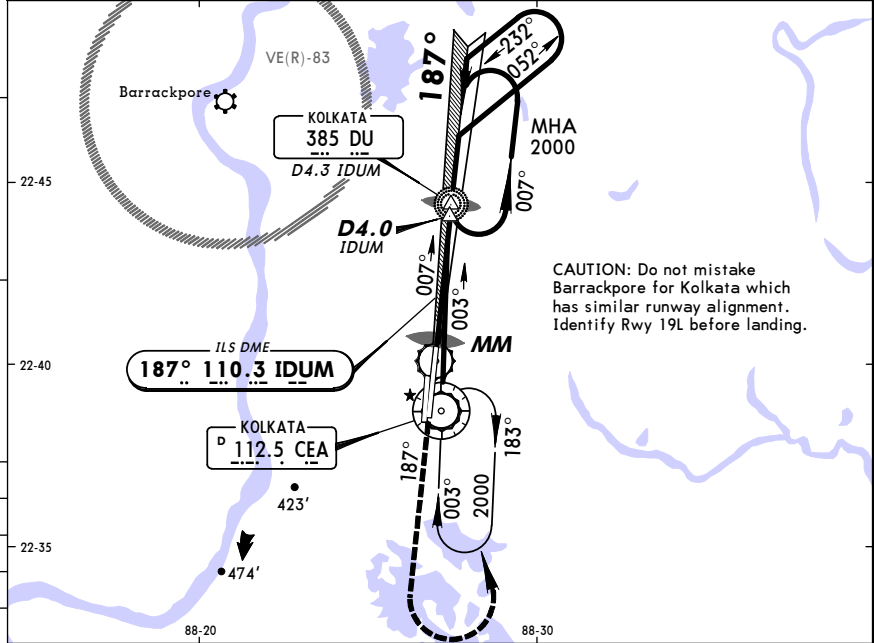 VE(R)-83
Barrackpore
187°
232°
052°
KOLKATA
385 DU
D4.3 IDUM
MHA
2000
22-45
007°
D4.0
IDUM
007°
003°
CAUTION: Do not mistake
Barrackpore for Kolkata which
has similar runway alignment.
Identify Rwy 19L before landing.
MM
ILS DME
187° 110.3 IDUM
22-40
KOLKATA
D 112.5 CEA
187°
183°
003°
2000
423'
22-35
474'
88-20
88-30